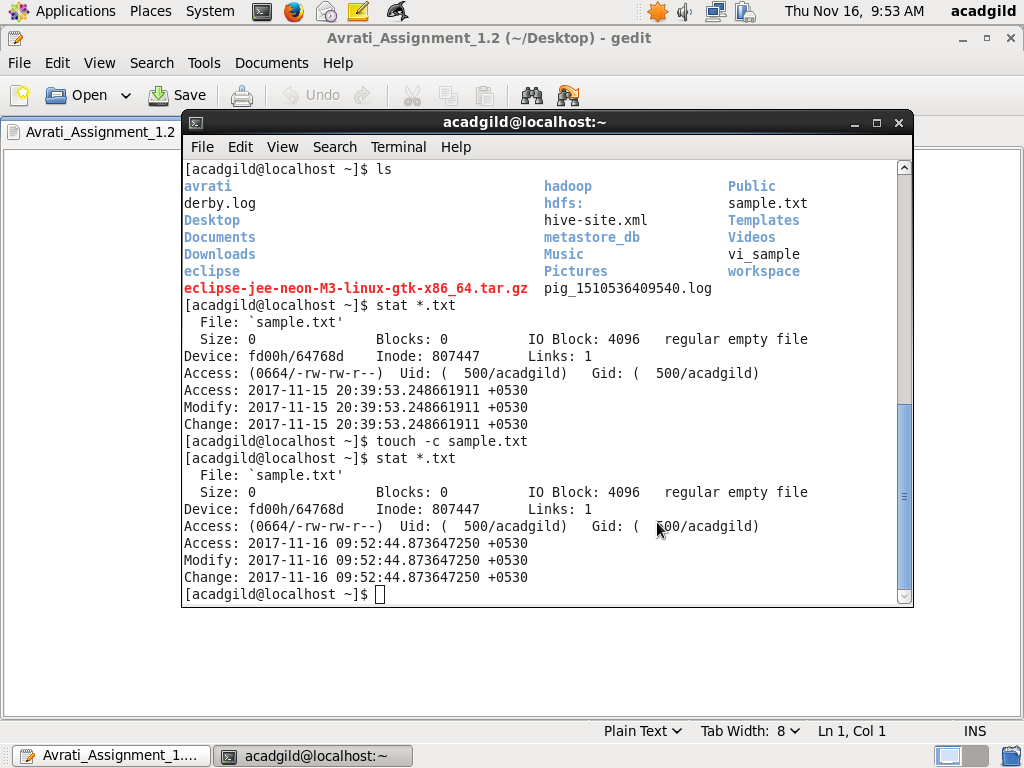 Applications Places System Thu Nov 16, 9:53 AM acadgild
Avrati_Assignment_1.2 (~/Desktop) - gedit
File Edit View Search Tools Documents Help
Open Save Undo
Avrati_Assignment_1.2
acadgild@localhost:~
File Edit View Search Terminal Help
[acadgild@localhost ~]$ ls
avrati hadoop Public
derby.log hdfs: sample.txt
Desktop hive-site.xml Templates
Documents metastore_db Videos
Downloads Music vi_sample
eclipse Pictures workspace
eclipse-jee-neon-M3-linux-gtk-x86_64.tar.gz pig_1510536409540.log
[acadgild@localhost ~]$ stat *.txt
File: `sample.txt'
Size: 0 Blocks: 0 IO Block: 4096 regular empty file
Device: fd00h/64768d Inode: 807447 Links: 1
Access: (0664/-rw-rw-r--) Uid: ( 500/acadgild) Gid: ( 500/acadgild)
Access: 2017-11-15 20:39:53.248661911 +0530
Modify: 2017-11-15 20:39:53.248661911 +0530
Change: 2017-11-15 20:39:53.248661911 +0530
[acadgild@localhost ~]$ touch -c sample.txt
[acadgild@localhost ~]$ stat *.txt
File: `sample.txt'
Size: 0 Blocks: 0 IO Block: 4096 regular empty file
Device: fd00h/64768d Inode: 807447 Links: 1
Access: (0664/-rw-rw-r--) Uid: ( 500/acadgild) Gid: ( 500/acadgild)
Access: 2017-11-16 09:52:44.873647250 +0530
Modify: 2017-11-16 09:52:44.873647250 +0530
Change: 2017-11-16 09:52:44.873647250 +0530
[acadgild@localhost ~]$
Plain Text Tab Width: 8 Ln 1, Col 1 INS
Avrati_Assignment_1.... acadgild@localhost:~